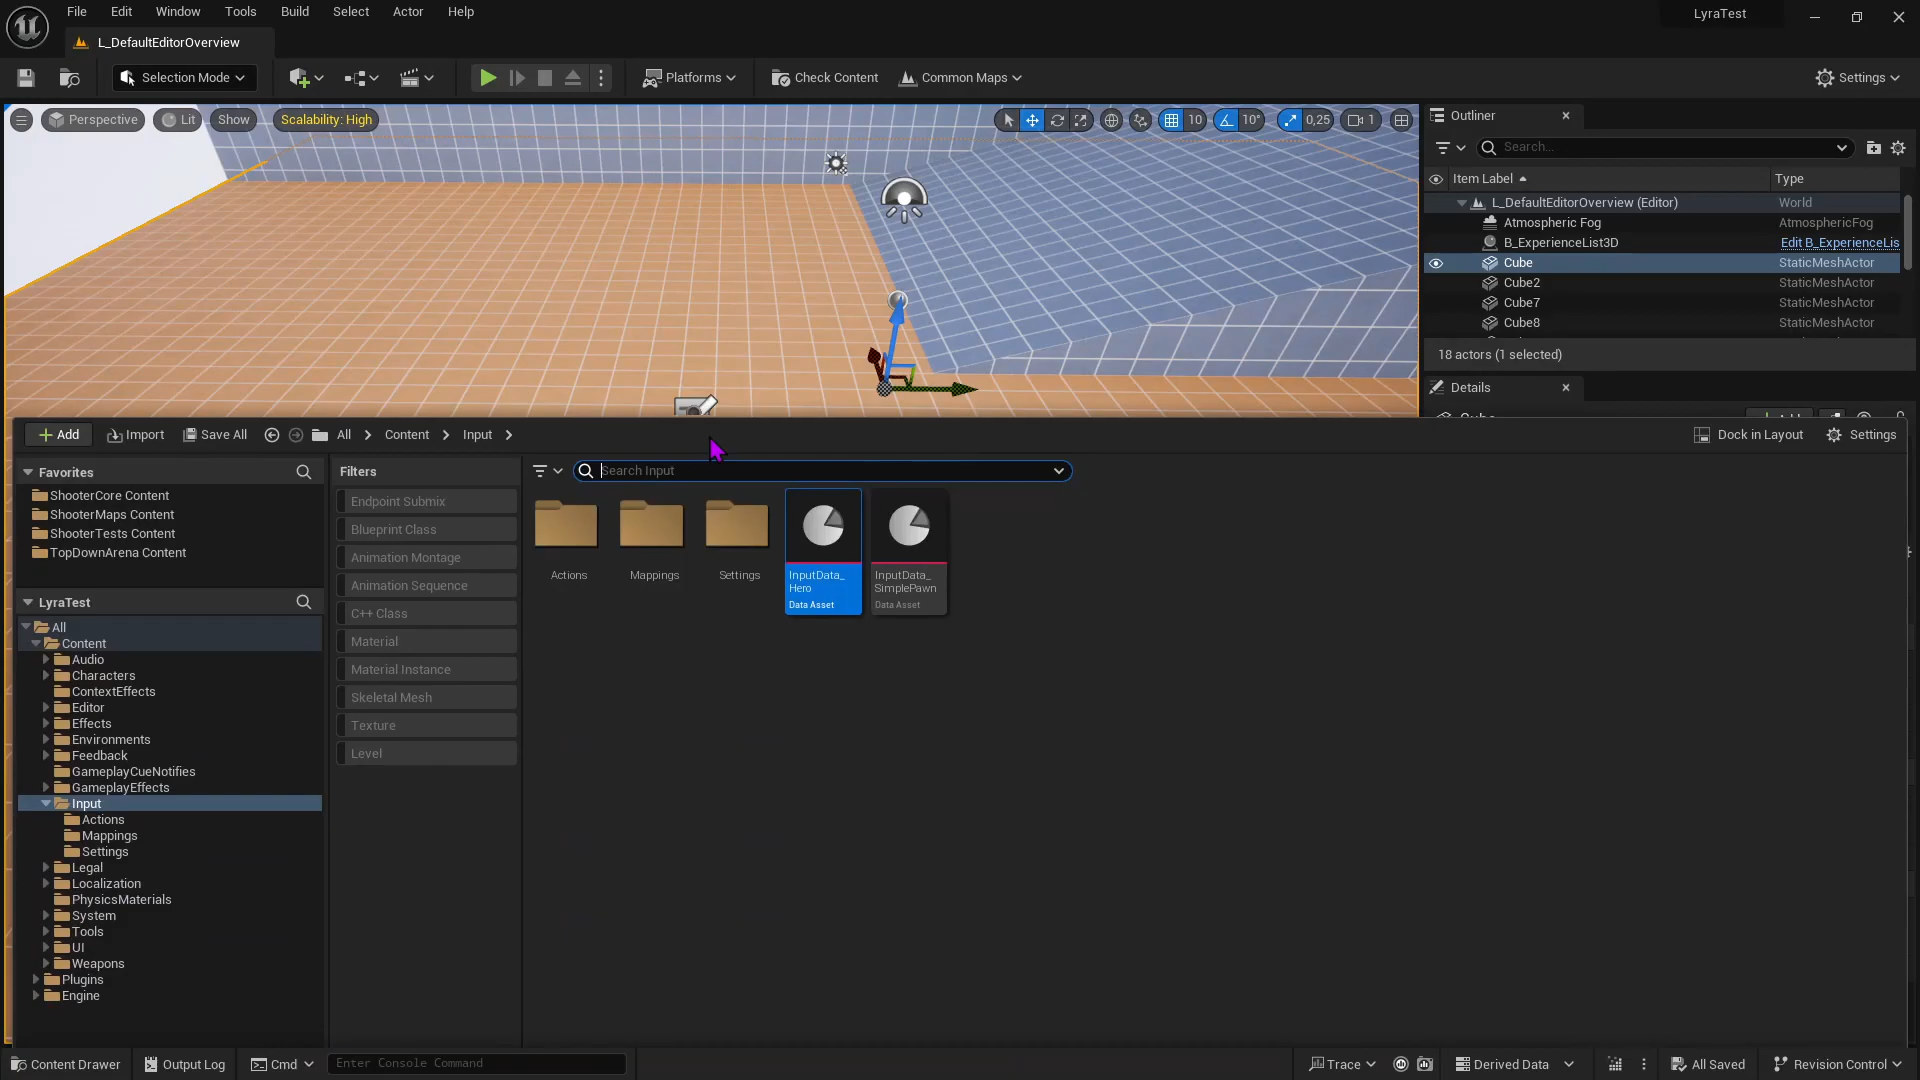 File Edit Window Tools Build Select Actor Help
LyraTest
L_DefaultEditorOverview
Selection Mode
Platforms
Check Content
Common Maps
Settings
Perspective
Lit
Show
Scalability: High
10
10°
0,25
1
Outliner
Search...
Item Label
Type
L_DefaultEditorOverview (Editor)
World
Atmospheric Fog
AtmosphericFog
B_ExperienceList3D
Edit B_ExperienceLis
Cube
StaticMeshActor
Cube2
StaticMeshActor
Cube7
StaticMeshActor
Cube8
StaticMeshActor
18 actors (1 selected)
Details
Add
Import
Save All
All
Content
Input
Dock in Layout
Settings
Favorites
ShooterCore Content
ShooterMaps Content
ShooterTests Content
TopDownArena Content
LyraTest
All
Content
Audio
Characters
ContextEffects
Editor
Effects
Environments
Feedback
GameplayCueNotifies
GameplayEffects
Input
Actions
Mappings
Settings
Legal
Localization
PhysicsMaterials
System
Tools
UI
Weapons
Plugins
Engine
Filters
Endpoint Submix
Blueprint Class
Animation Montage
Animation Sequence
C++ Class
Material
Material Instance
Skeletal Mesh
Texture
Level
Search Input
Actions
Mappings
Settings
InputData_
Hero
Data Asset
InputData_
SimplePawn
Data Asset
Content Drawer
Output Log
Cmd
Enter Console Command
Trace
Derived Data
All Saved
Revision Control